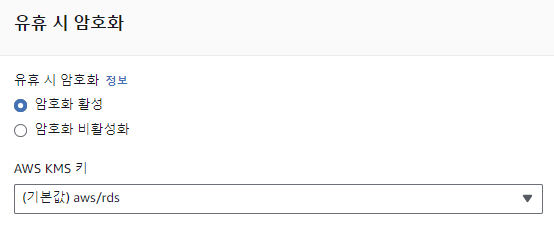 유휴 시 암호화
유휴 시 암호화 정보
암호화 활성
암호화 비활성화
AWS KMS 키
(기본값) aws/rds